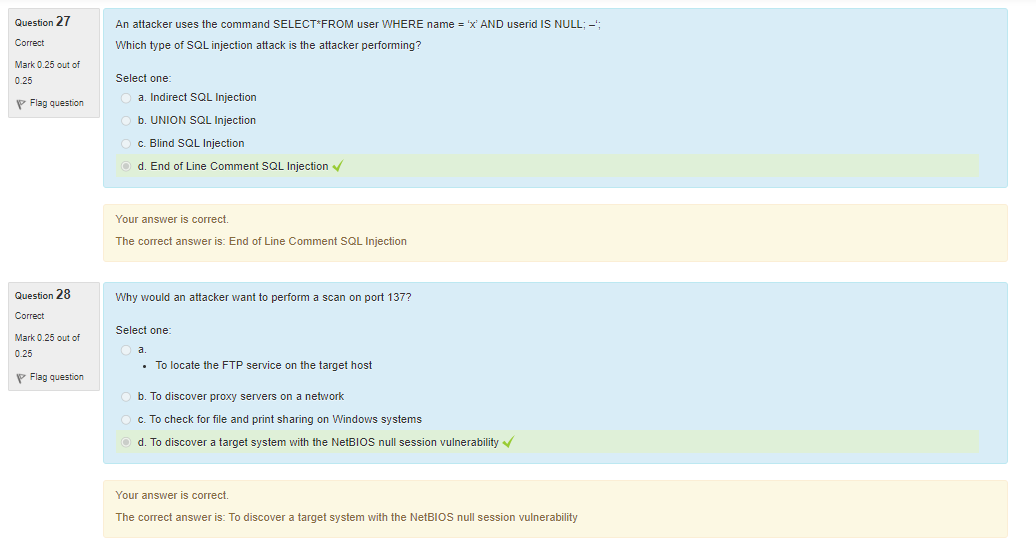 Question 27
Correct
Mark 0.25 out of
0.25
Flag question
An attacker uses the command SELECT*FROM user WHERE name = ‘x’ AND userid IS NULL; –‘;
Which type of SQL injection attack is the attacker performing?
Select one:
a. Indirect SQL Injection
b. UNION SQL Injection
c. Blind SQL Injection
d. End of Line Comment SQL Injection
Your answer is correct.
The correct answer is: End of Line Comment SQL Injection
Question 28
Correct
Mark 0.25 out of
0.25
Flag question
Why would an attacker want to perform a scan on port 137?
Select one:
a.
• To locate the FTP service on the target host
b. To discover proxy servers on a network
c. To check for file and print sharing on Windows systems
d. To discover a target system with the NetBIOS null session vulnerability
Your answer is correct.
The correct answer is: To discover a target system with the NetBIOS null session vulnerability